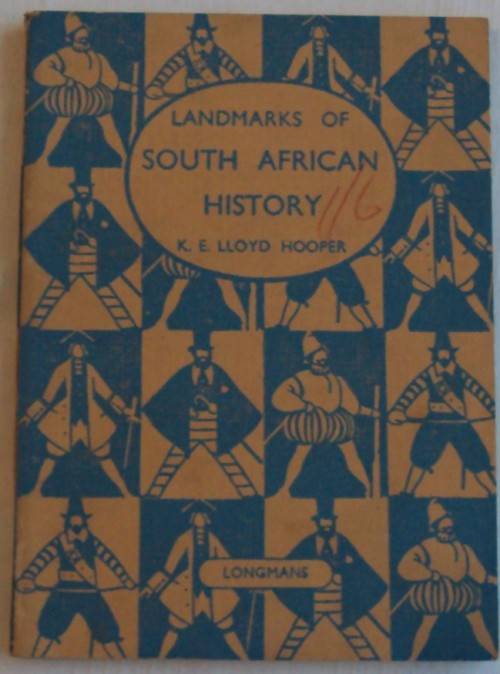 LANDMARKS OF
SOUTH AFRICAN
HISTORY
1/6
K. E. LLOYD HOOPER
LONGMANS